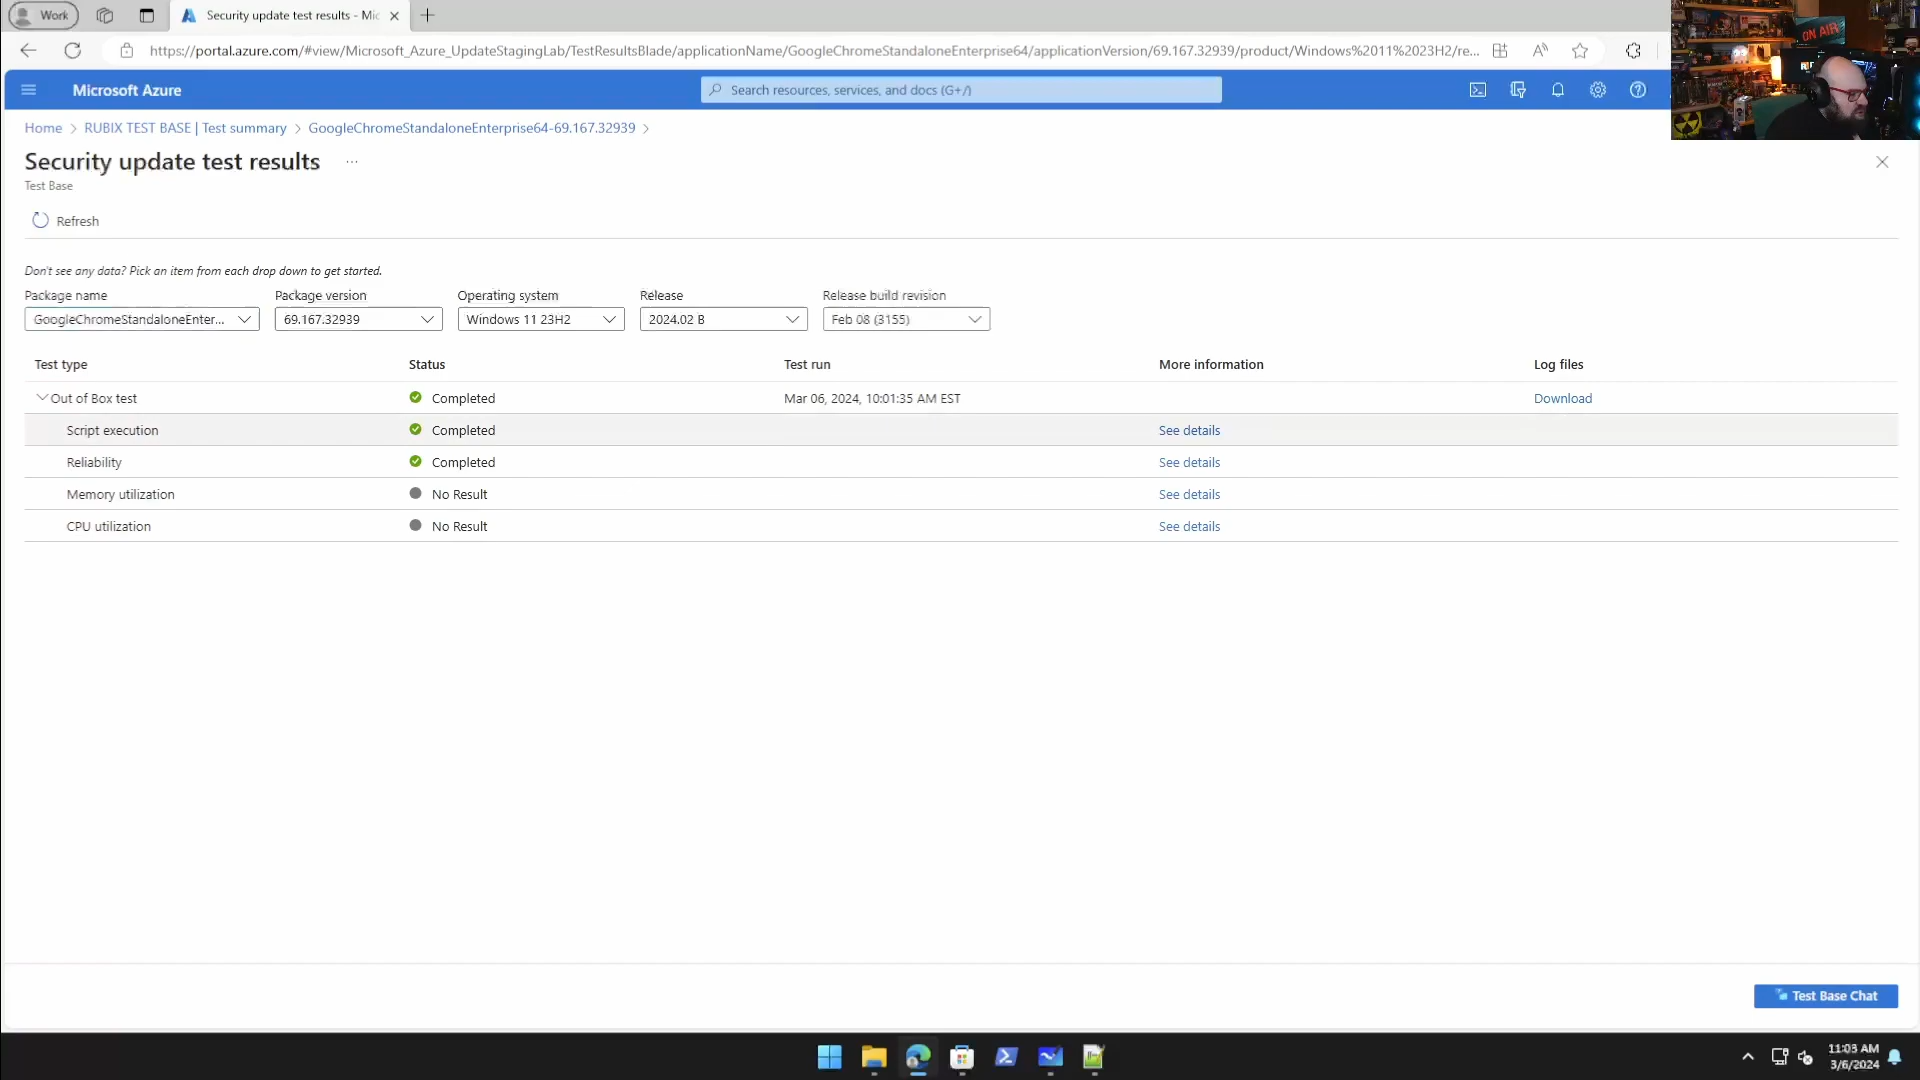 Work
Security update test results - Mic
https://portal.azure.com/#view/Microsoft_Azure_UpdateStagingLab/TestResultsBlade/applicationName/GoogleChromeStandaloneEnterprise64/applicationVersion/69.167.32939/product/Windows%2011%2023H2/re...
Microsoft Azure
Search resources, services, and docs (G+/)
ON AIR
Home > RUBIX TEST BASE | Test summary > GoogleChromeStandaloneEnterprise64-69.167.32939 >
Security update test results ...
Test Base
Refresh
Don't see any data? Pick an item from each drop down to get started.
Package name Package version Operating system Release Release build revision
GoogleChromeStandaloneEnter... 69.167.32939 Windows 11 23H2 2024.02 B Feb 08 (3155)
Test type Status Test run More information Log files
Out of Box test Completed Mar 06, 2024, 10:01:35 AM EST Download
Script execution Completed See details
Reliability Completed See details
Memory utilization No Result See details
CPU utilization No Result See details
Test Base Chat
11:03 AM
3/6/2024